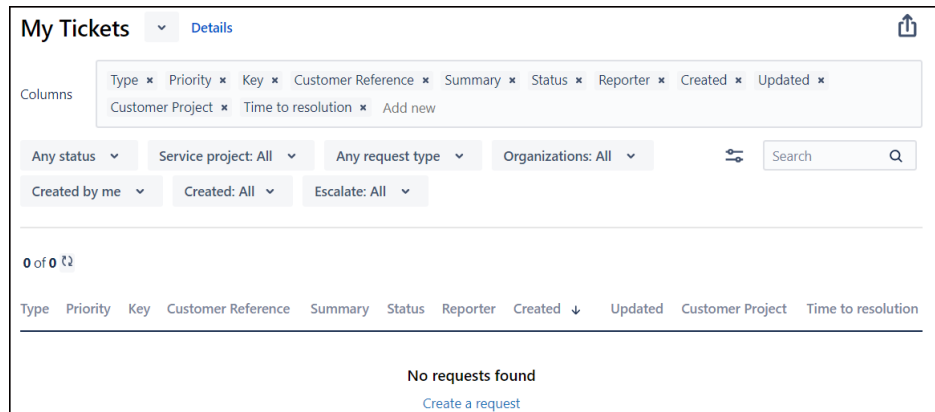 My Tickets Details
Columns
Type × Priority × Key × Customer Reference × Summary × Status × Reporter × Created × Updated ×
Customer Project × Time to resolution × Add new
Any status Service project: All Any request type Organizations: All Search
Created by me Created: All Escalate: All
0 of 0
Type Priority Key Customer Reference Summary Status Reporter Created ↓ Updated Customer Project Time to resolution
No requests found
Create a request